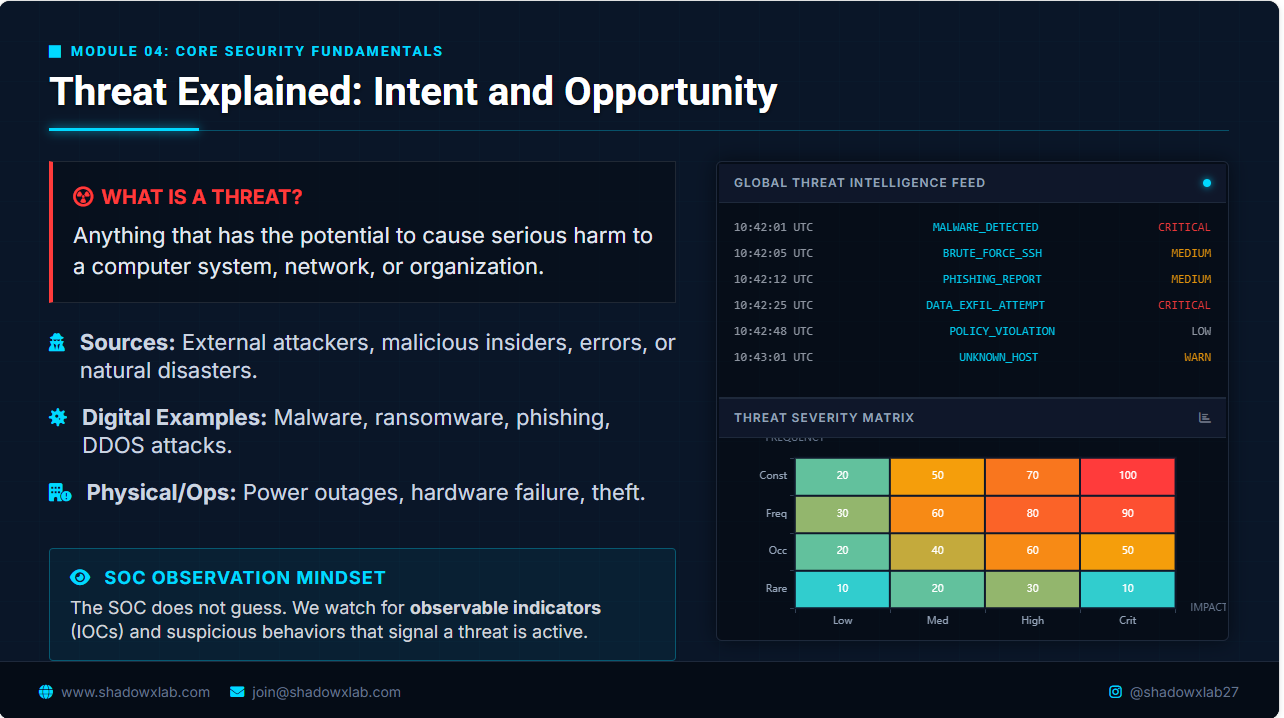 MODULE 04: CORE SECURITY FUNDAMENTALS
Threat Explained: Intent and Opportunity
WHAT IS A THREAT?
Anything that has the potential to cause serious harm to
a computer system, network, or organization.
Sources: External attackers, malicious insiders, errors, or
natural disasters.
Digital Examples: Malware, ransomware, phishing,
DDOS attacks.
Physical/Ops: Power outages, hardware failure, theft.
SOC OBSERVATION MINDSET
The SOC does not guess. We watch for observable indicators
(IOCs) and suspicious behaviors that signal a threat is active.
GLOBAL THREAT INTELLIGENCE FEED
10:42:01 UTC MALWARE_DETECTED CRITICAL
10:42:05 UTC BRUTE_FORCE_SSH MEDIUM
10:42:12 UTC PHISHING_REPORT MEDIUM
10:42:25 UTC DATA_EXFIL_ATTEMPT CRITICAL
10:42:48 UTC POLICY_VIOLATION LOW
10:43:01 UTC UNKNOWN_HOST WARN
THREAT SEVERITY MATRIX
FREQUENCY
Const 20 50 70 100
Freq 30 60 80 90
Occ 20 40 60 50
Rare 10 20 30 10
IMPACT
Low Med High Crit
www.shadowxlab.com join@shadowxlab.com @shadowxlab27